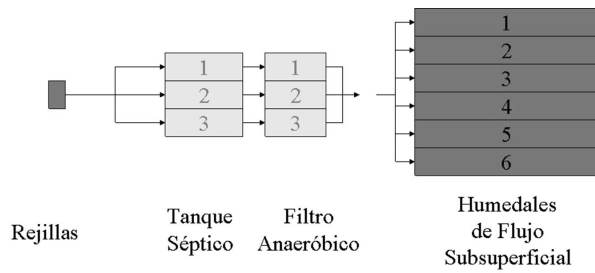 1
2
3
1
2
3
1
2
3
4
5
6
Rejillas
Tanque
Séptico
Filtro
Anaeróbico
Humedales
de Flujo
Subsuperficial